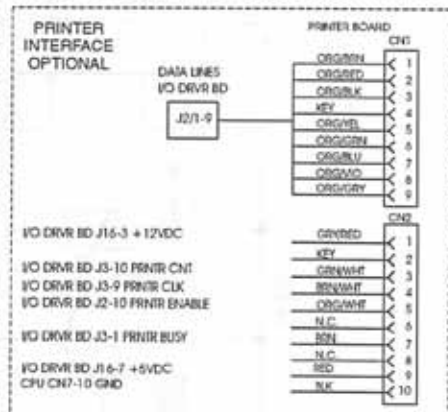 PRINTER
INTERFACE
OPTIONAL
DATA LINES
I/O DRVR BD
J2/1-9
PRINTER BOARD
CN1
ORG/BRN 1
ORG/RED 2
ORG/BLK 3
KEY 4
ORG/YEL 5
ORG/GRN 6
ORG/BLU 7
ORG/VIO 8
ORG/GRY 9
CN2
I/O DRVR BD J16-3 +12VDC GRY/RED 1
KEY 2
I/O DRVR BD J3-10 PRNTR CNT GRN/WHT 3
I/O DRVR BD J3-9 PRNTR CLK BRN/WHT 4
I/O DRVR BD J2-10 PRNTR ENABLE ORG/WHT 5
N.C. 6
I/O DRVR BD J3-1 PRNTR BUSY BRN 7
N.C. 8
I/O DRVR BD J16-7 +5VDC RED 9
CPU CN7-10 GND BLK 10